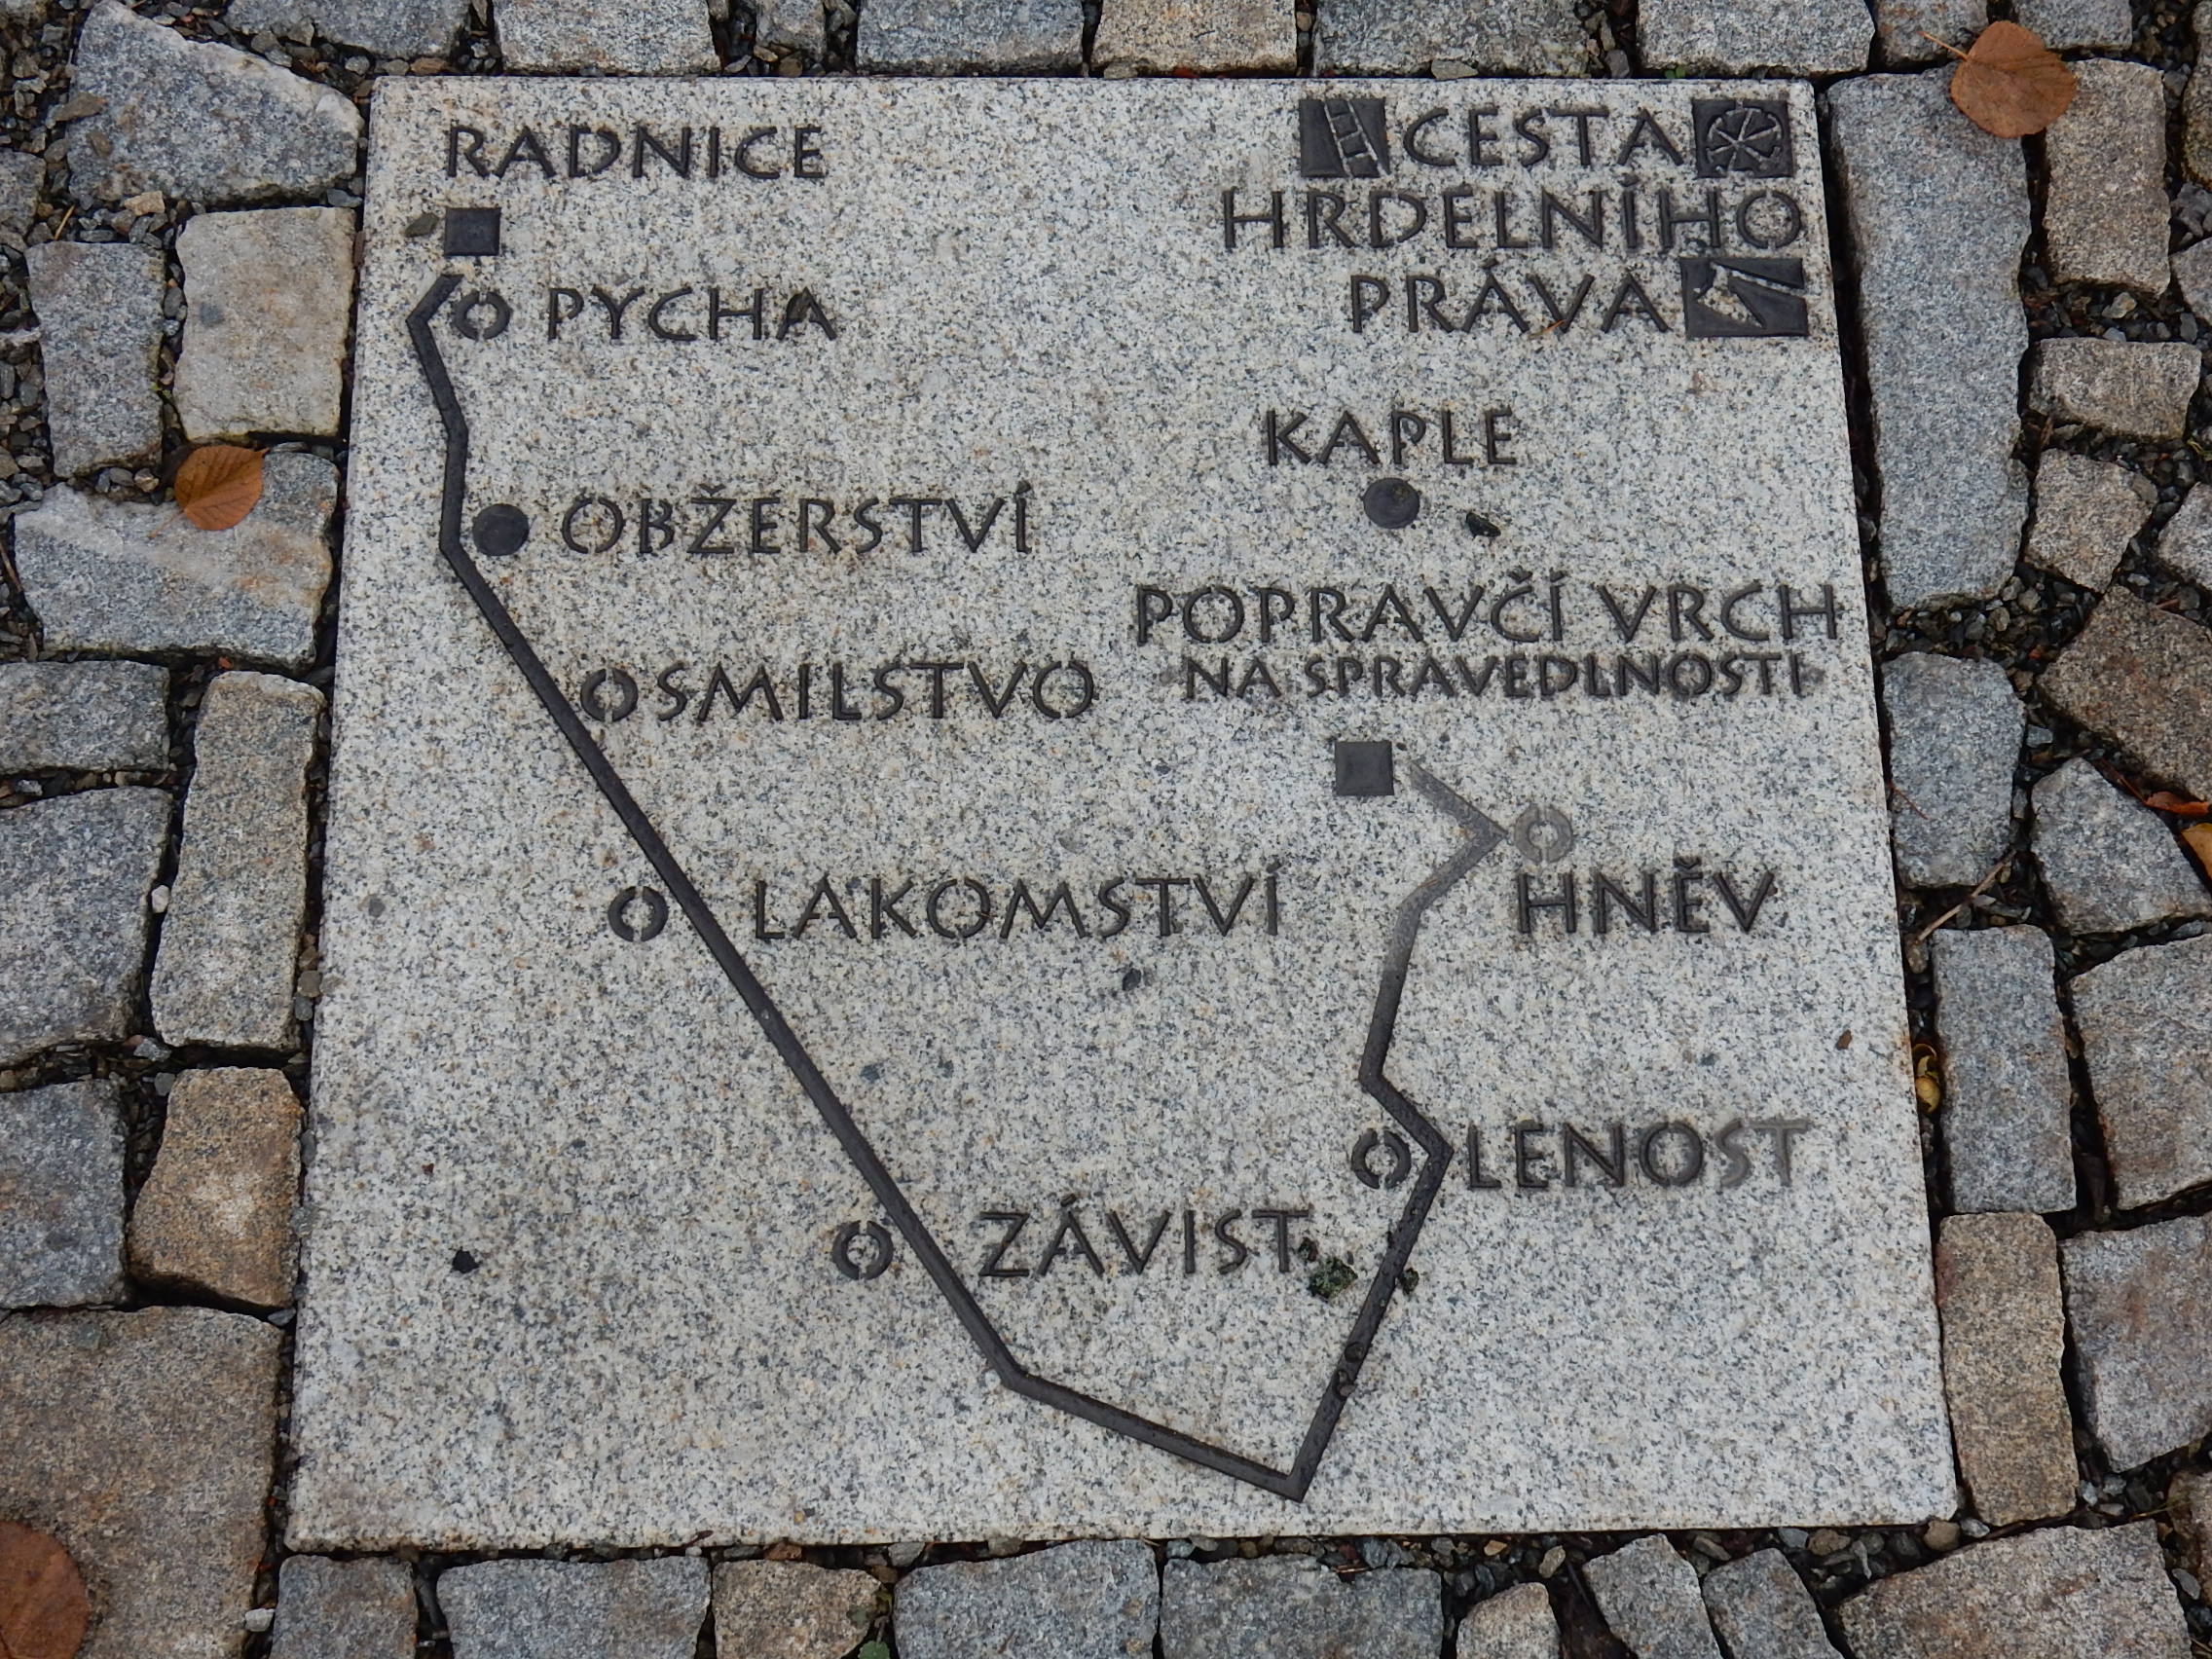 RADNICE
CESTA
HRDELNÍHO
PRÁVA
PÝCHA
KAPLE
OBŽERSTVÍ
POPRAVČÍ VRCH
NA SPRAVEDLNOSTI
SMILSTVO
LAKOMSTVÍ
HNĚV
LENOST
ZÁVIST